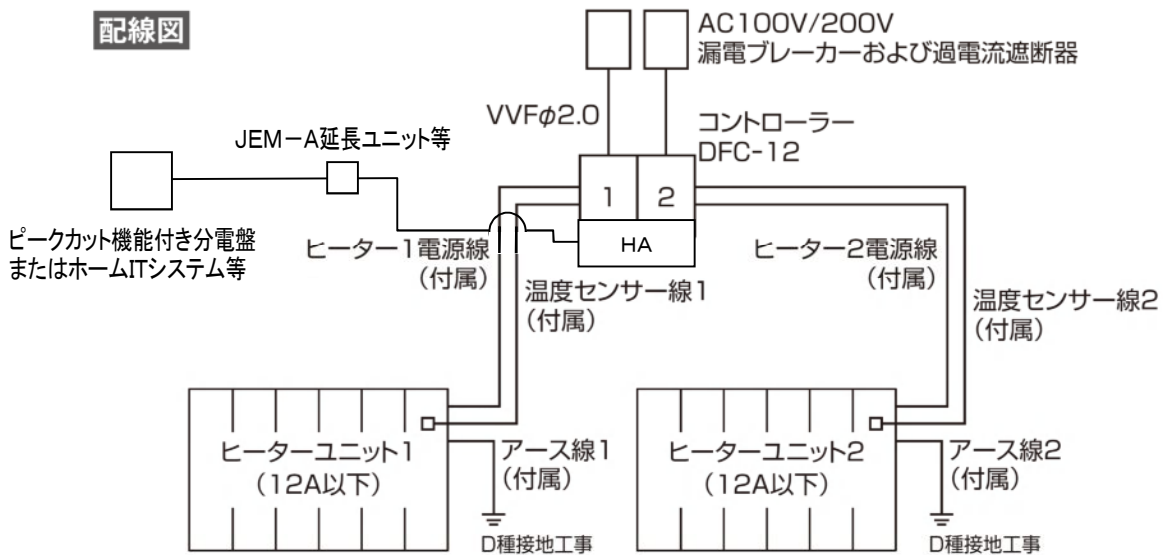 配線図
AC100V/200V
漏電ブレーカーおよび過電流遮断器
VVFφ2.0
コントローラー
DFC-12
JEM－A延長ユニット等
1
2
HA
ピークカット機能付き分電盤
またはホームITシステム等
ヒーター1電源線
(付属)
ヒーター2電源線
(付属)
温度センサー線1
(付属)
温度センサー線2
(付属)
ヒーターユニット1
(12A以下)
アース線1
(付属)
D種接地工事
ヒーターユニット2
(12A以下)
アース線2
(付属)
D種接地工事